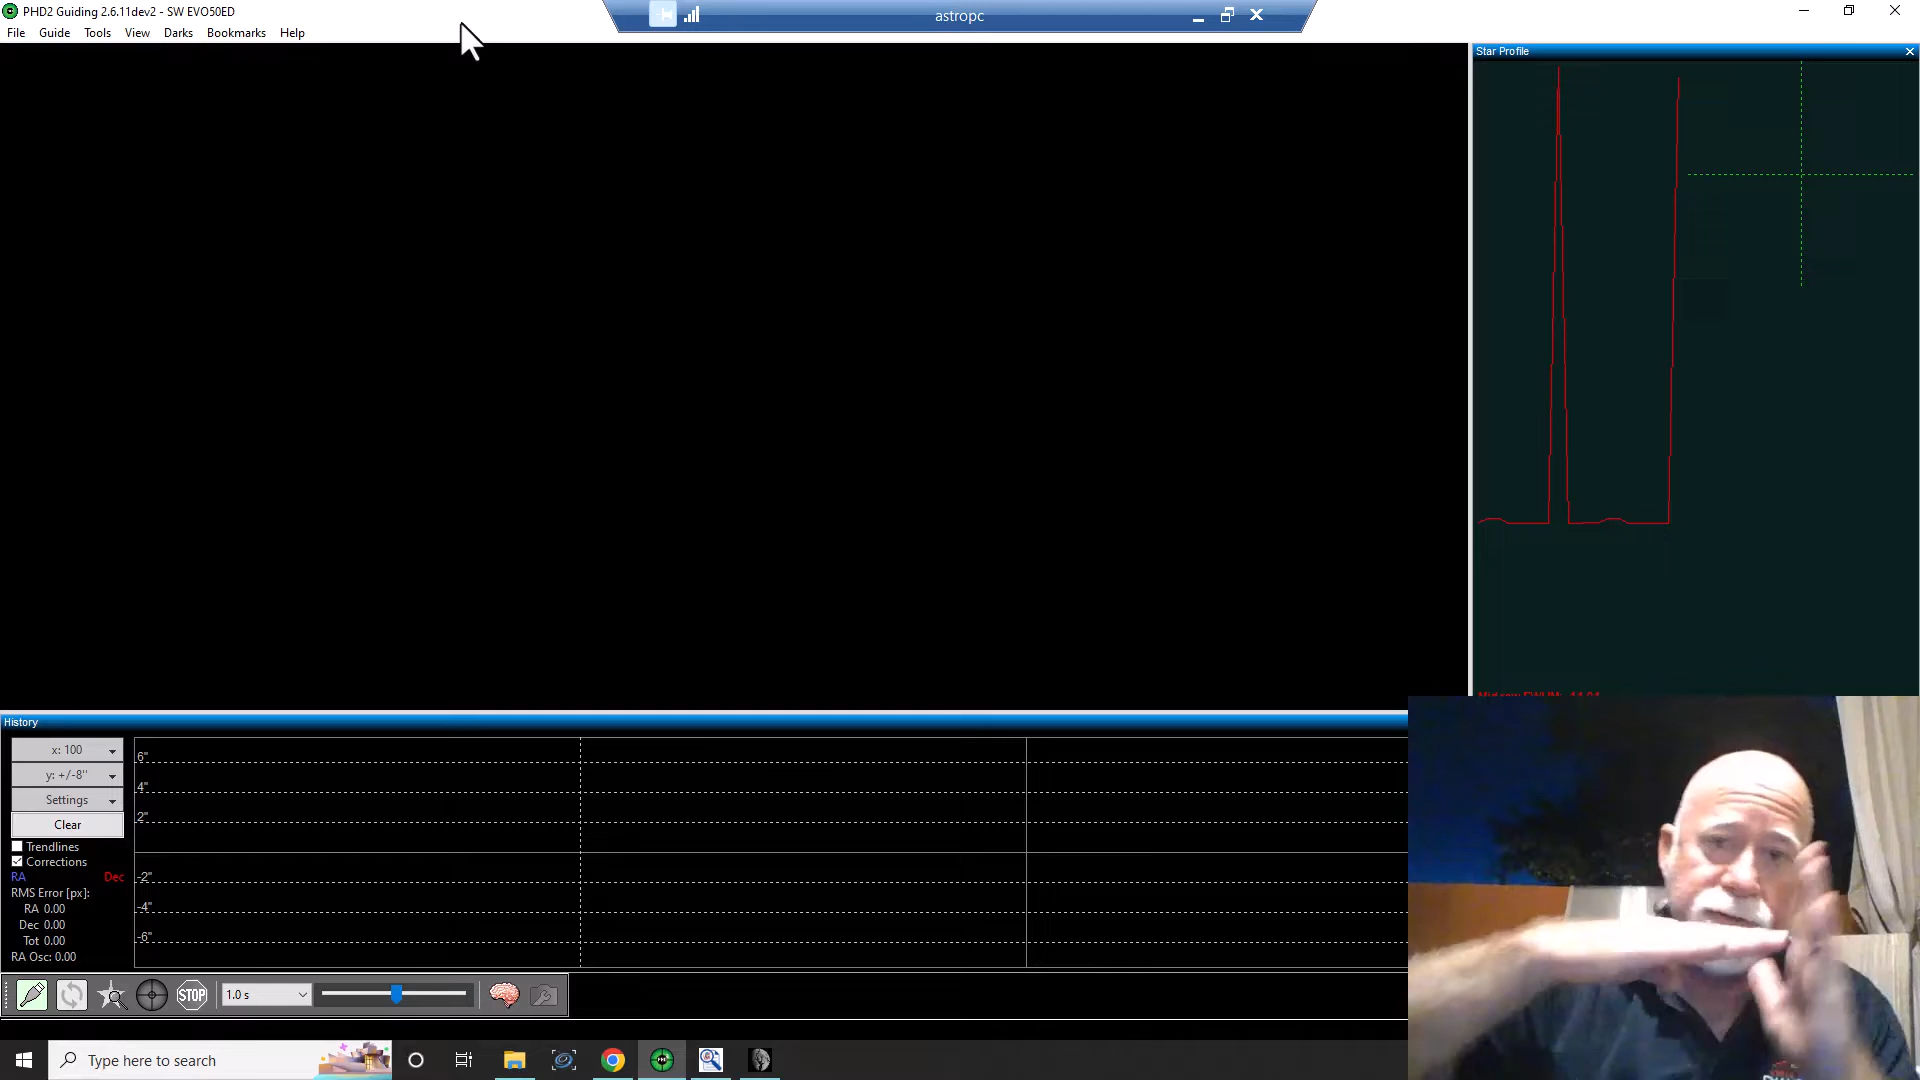 PHD2 Guiding 2.6.11dev2 - SW EVO50ED
astropc
File Guide Tools View Darks Bookmarks Help
Star Profile
History
x: 100
y: +/-8"
Settings
Clear
Trendlines
Corrections
RA Dec
RMS Error [px]:
RA 0.00
Dec 0.00
Tot 0.00
RA Osc: 0.00
6"
4"
2"
-2"
-4"
-6"
STOP
1.0 s
Type here to search